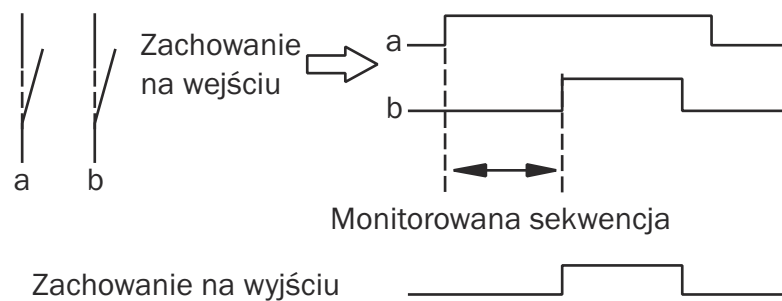 Zachowanie
na wejściu
a
b
a
b
Monitorowana sekwencja
Zachowanie na wyjściu